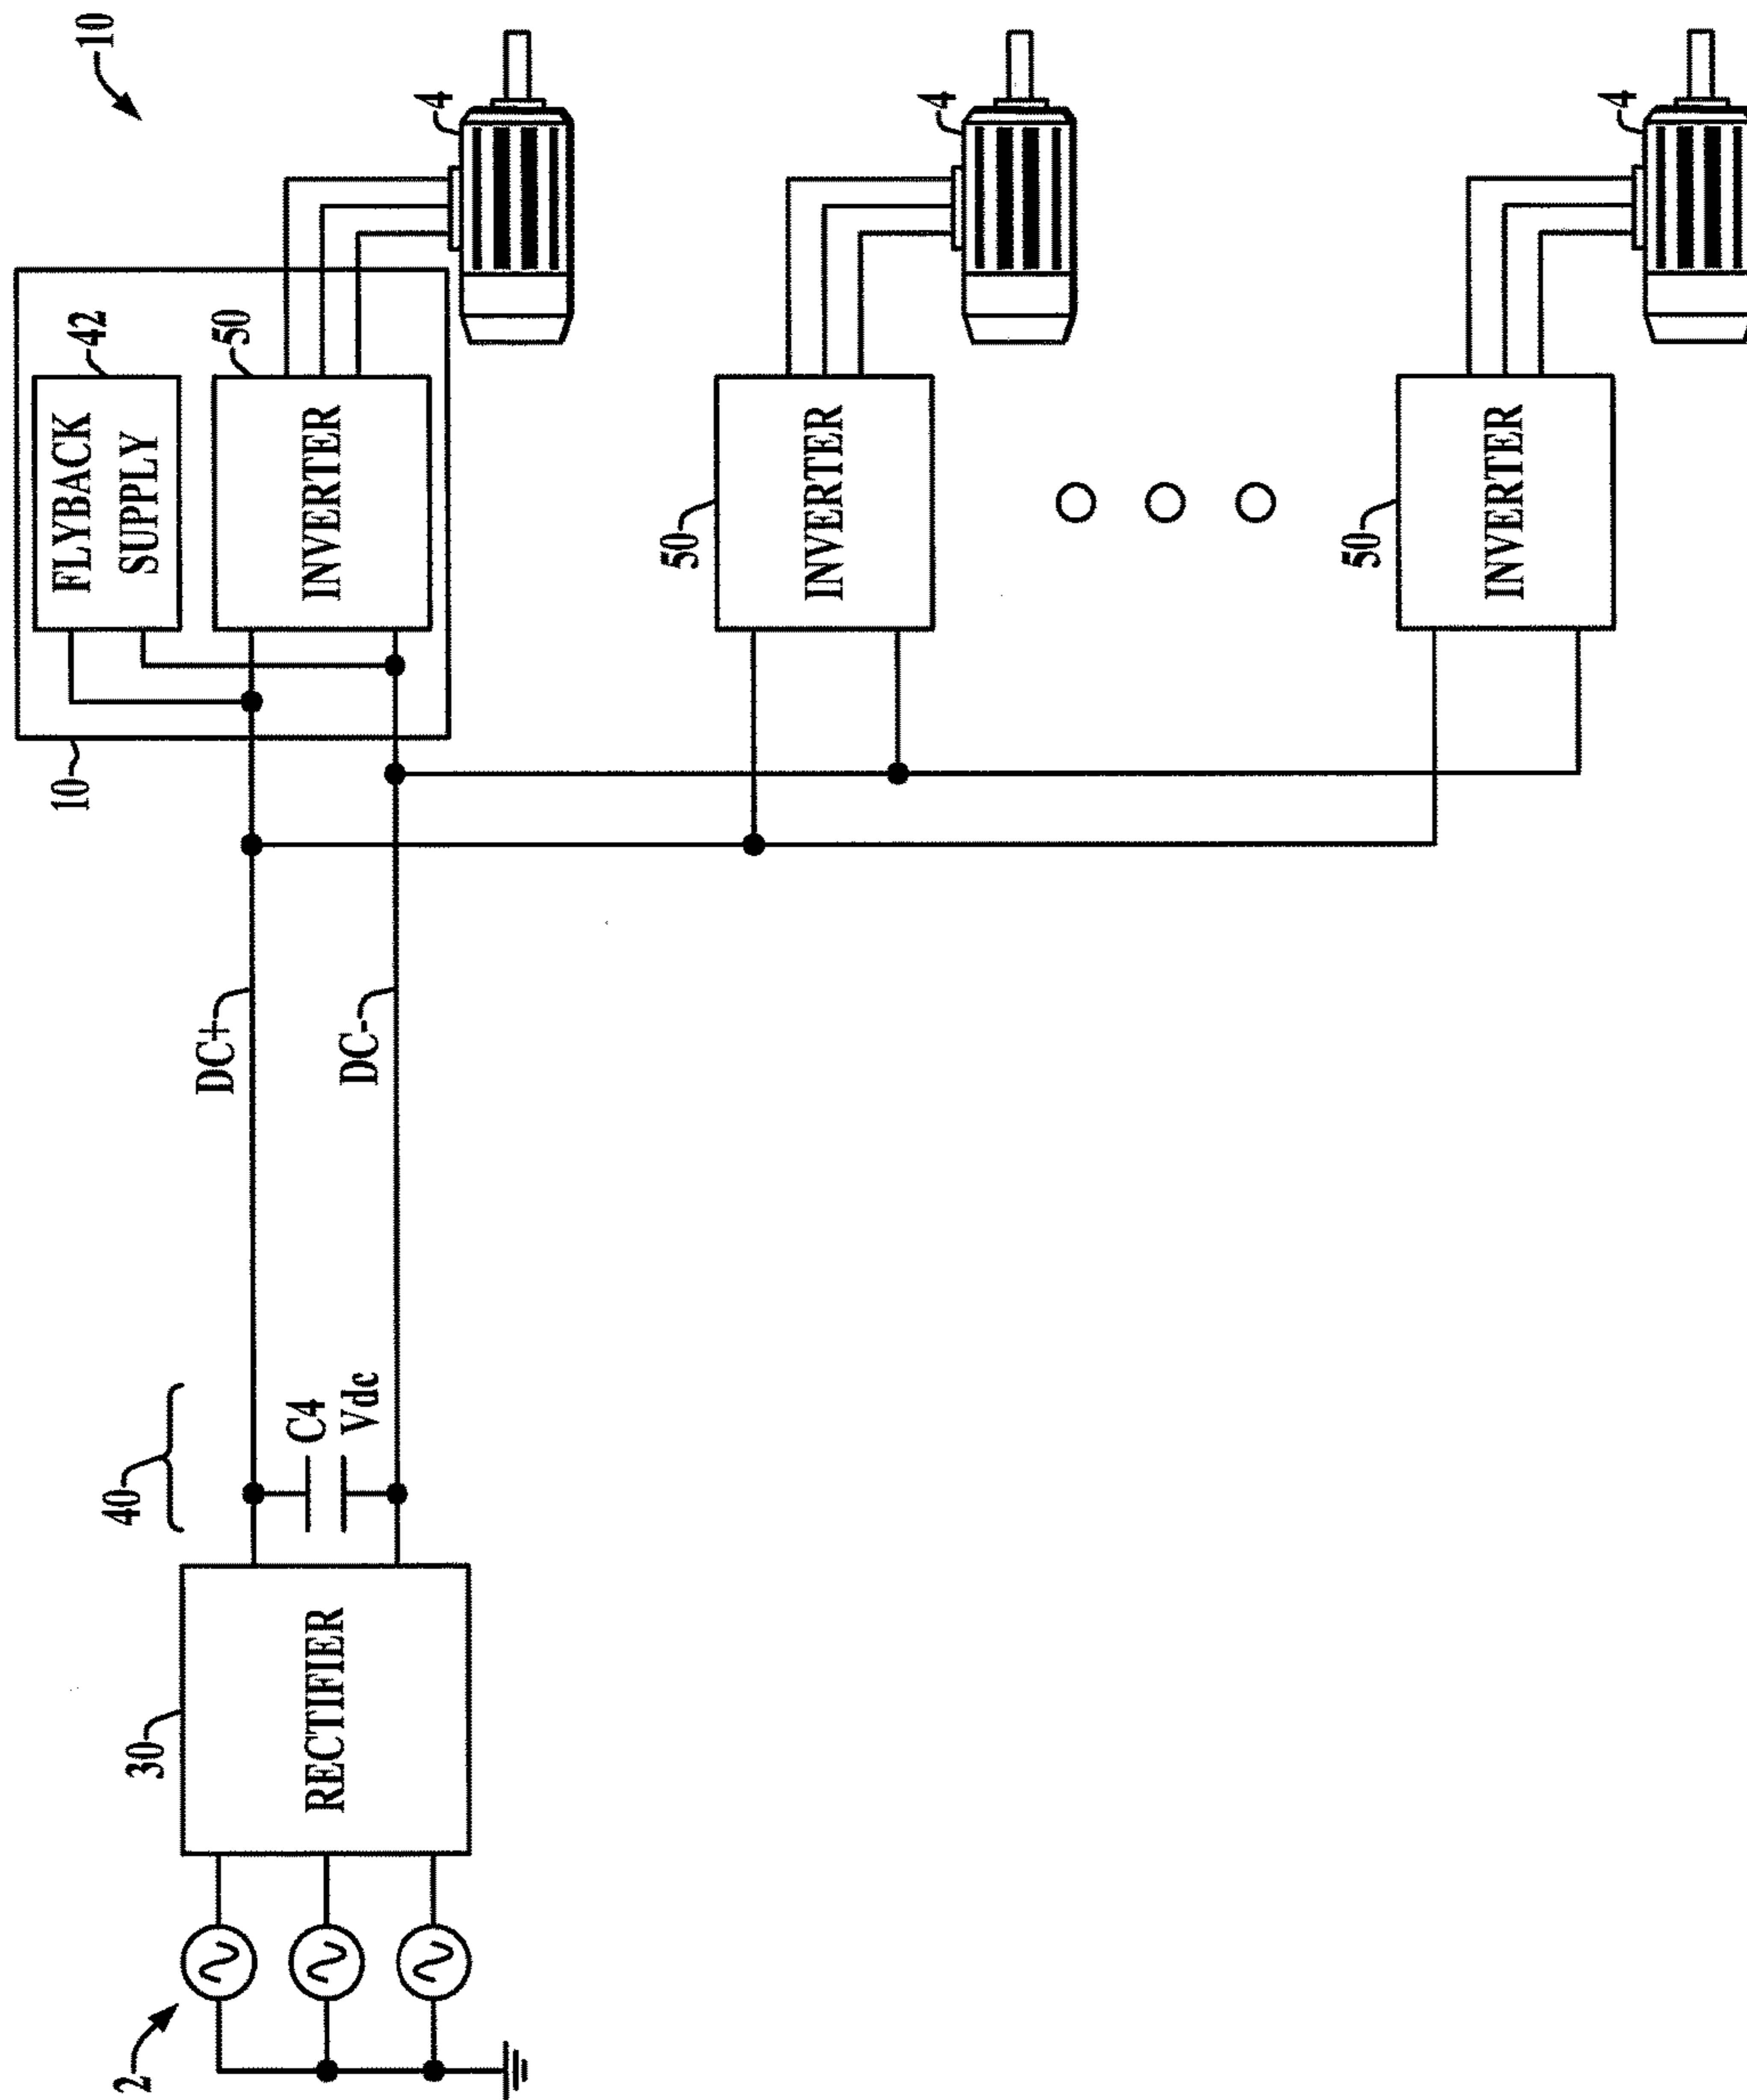 10
10
FLYBACK
SUPPLY
42
INVERTER
50
4
2
30
RECTIFIER
40
C4
Vdc
DC+
DC-
50
INVERTER
4
50
INVERTER
4